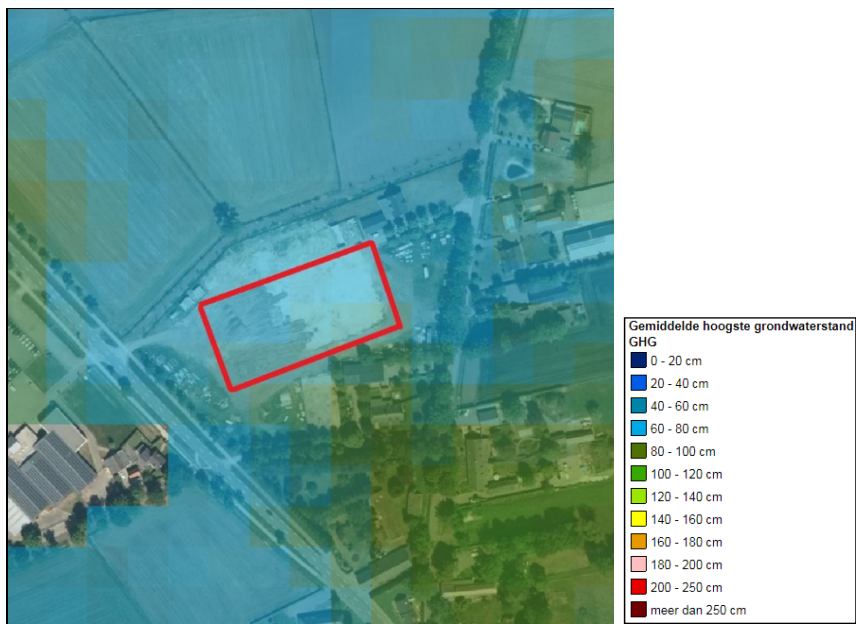 Gemiddelde hoogste grondwaterstand
GHG
0 - 20 cm
20 - 40 cm
40 - 60 cm
60 - 80 cm
80 - 100 cm
100 - 120 cm
120 - 140 cm
140 - 160 cm
160 - 180 cm
180 - 200 cm
200 - 250 cm
meer dan 250 cm